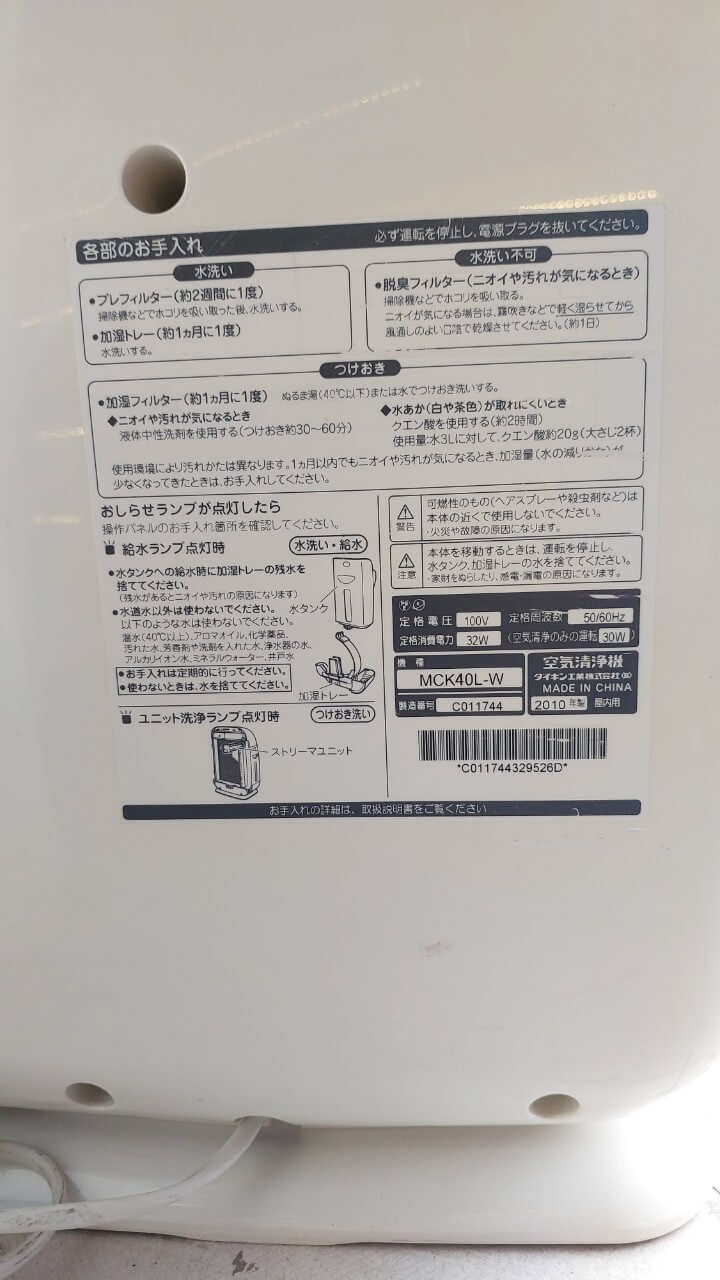 各部のお手入れ
必ず運転を停止し、電源プラグを抜いてください。
水洗い
●プレフィルター(約2週間に1度)
掃除機などでホコリを吸い取った後、水洗いする。
●加湿トレー(約1ヵ月に1度)
水洗いする。
水洗い不可
●脱臭フィルター(ニオイや汚れが気になるとき)
掃除機などでホコリを吸い取る。
ニオイが気になる場合は、霧吹きなどで軽く湿らせてから
風通しのよい日陰で乾燥させてください。(約1日)
つけおき
●加湿フィルター(約1ヵ月に1度) ぬるま湯(40℃以下)または水でつけおき洗いする。
◆ニオイや汚れが気になるとき
液体中性洗剤を使用する(つけおき約30〜60分)
◆水あか(白や茶色)が取れにくいとき
クエン酸を使用する(約2時間)
使用量:水3Lに対して、クエン酸約20g(大さじ2杯)
使用環境により汚れかたは異なります。1ヵ月以内でもニオイや汚れが気になるとき、加湿量(水の減りかた)が
少なくなってきたときは、お手入れしてください。
おしらせランプが点灯したら
操作パネルのお手入れ箇所を確認してください。
給水ランプ点灯時
水洗い・給水
●水タンクへの給水時に加湿トレーの残水を
捨ててください。
(残水があるとニオイや汚れの原因になります)
●水道水以外は使わないでください。
以下のような水は使わないでください。
温水(40℃以上)、アロマオイル、化学薬品、
汚れた水、芳香剤や洗剤を入れた水、浄水器の水、
アルカリイオン水、ミネラルウォーター、井戸水
水タンク
●お手入れは定期的に行ってください。
●使わないときは、水を捨ててください。
加湿トレー
ユニット洗浄ランプ点灯時
つけおき洗い
ストリーマユニット
警告
可燃性のもの(ヘアスプレーや殺虫剤など)は
本体の近くで使用しないでください。
・火災や故障の原因になります。
注意
本体を移動するときは、運転を停止し、
水タンク、加湿トレーの水を捨ててください。
・家財をぬらしたり、感電・漏電の原因になります。
定格電圧 100V 定格周波数 50/60Hz
定格消費電力 32W (空気清浄のみの運転 30W)
機種 MCK40L-W
製造番号 C011744
空気清浄機
ダイキン工業株式会社
MADE IN CHINA
2010年製 屋内用
*C011744329526D*
お手入れの詳細は、取扱説明書をご覧ください